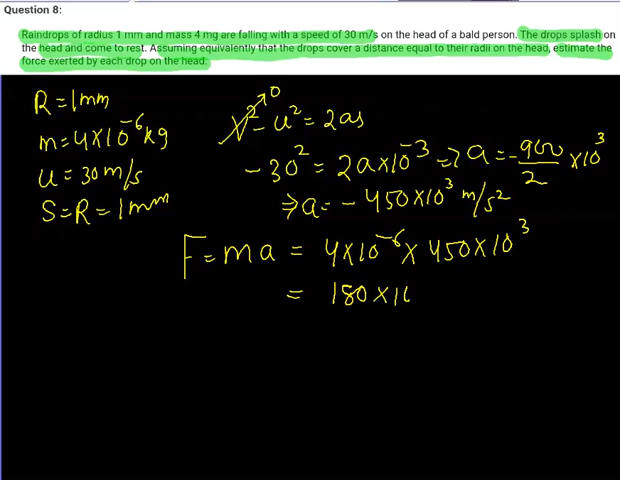 Question 8:
Raindrops of radius 1 mm and mass 4 mg are falling with a speed of 30 m/s on the head of a bald person. The drops splash on
the head and come to rest. Assuming equivalently that the drops cover a distance equal to their radii on the head, estimate the
force exerted by each drop on the head.
R = 1mm
m = 4×10⁻⁶ kg
u = 30 m/s
S = R = 1mm
0
V² - u² = 2as
-30² = 2a×10⁻³ ⇒ a = -900/2 ×10³
⇒ a = - 450×10³ m/s²
F = ma = 4×10⁻⁶ × 450×10³
= 180×10